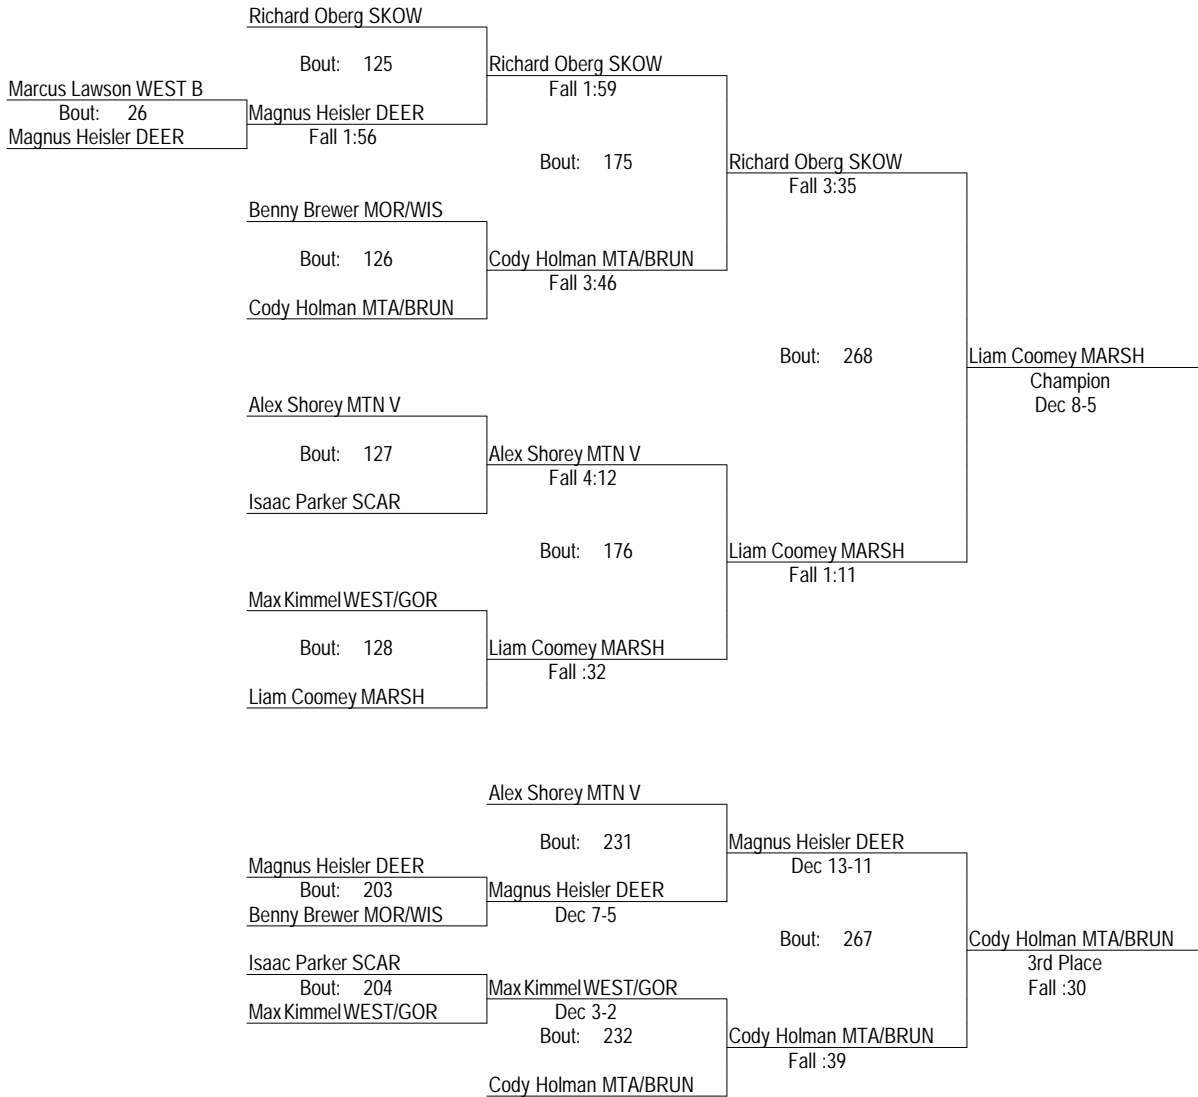 Richard Oberg SKOW
Bout: 125
Richard Oberg SKOW
Fall 1:59
Marcus Lawson WEST B
Bout: 26
Magnus Heisler DEER
Magnus Heisler DEER
Fall 1:56
Bout: 175
Richard Oberg SKOW
Fall 3:35
Benny Brewer MOR/WIS
Bout: 126
Cody Holman MTA/BRUN
Fall 3:46
Cody Holman MTA/BRUN
Bout: 268
Liam Coomey MARSH
Champion
Dec 8-5
Alex Shorey MTN V
Bout: 127
Alex Shorey MTN V
Fall 4:12
Isaac Parker SCAR
Bout: 176
Liam Coomey MARSH
Fall 1:11
Max Kimmel WEST/GOR
Bout: 128
Liam Coomey MARSH
Fall :32
Liam Coomey MARSH
Alex Shorey MTN V
Bout: 231
Magnus Heisler DEER
Dec 13-11
Magnus Heisler DEER
Bout: 203
Magnus Heisler DEER
Benny Brewer MOR/WIS
Dec 7-5
Bout: 267
Cody Holman MTA/BRUN
3rd Place
Fall :30
Isaac Parker SCAR
Bout: 204
Max Kimmel WEST/GOR
Max Kimmel WEST/GOR
Dec 3-2
Bout: 232
Cody Holman MTA/BRUN
Fall :39
Cody Holman MTA/BRUN